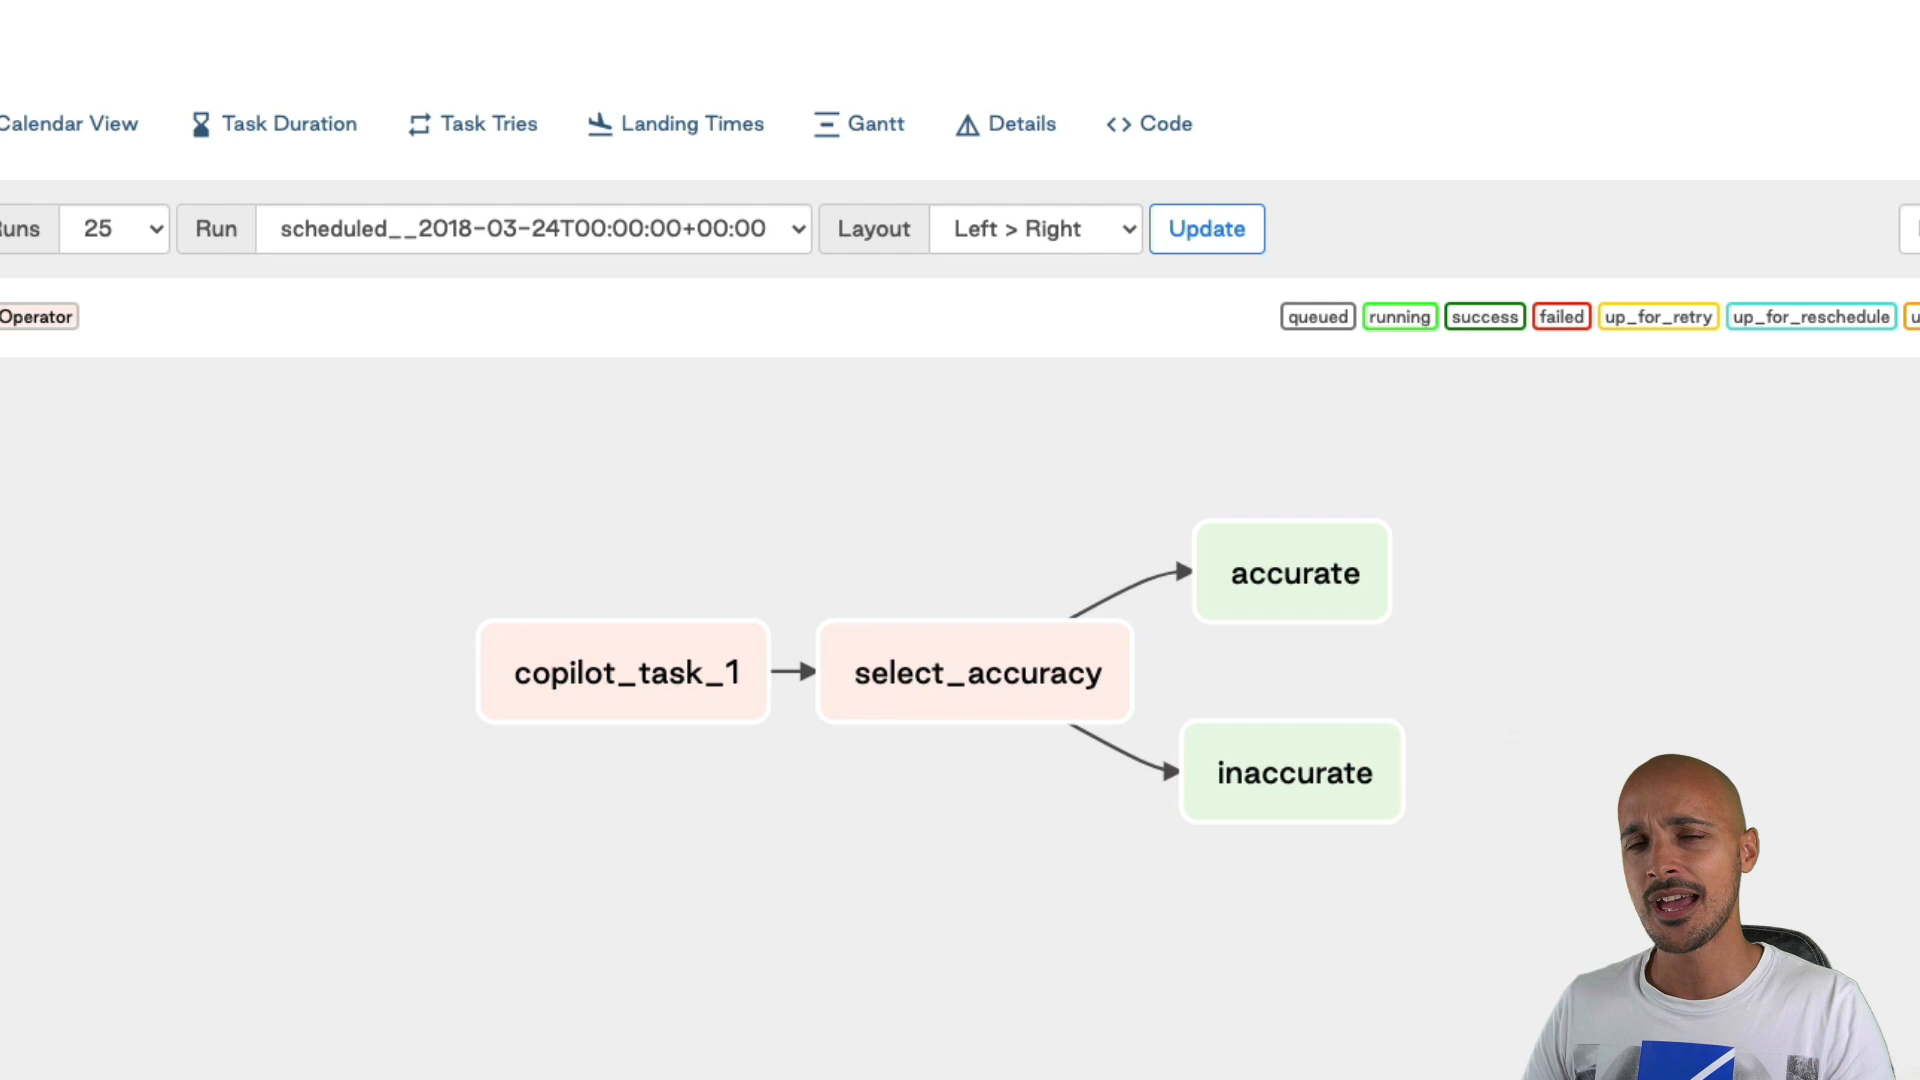 Calendar View Task Duration Task Tries Landing Times Gantt Details <> Code
Runs 25 Run scheduled__2018-03-24T00:00:00+00:00 Layout Left > Right Update
Operator queued running success failed up_for_retry up_for_reschedule
accurate
copilot_task_1 select_accuracy
inaccurate